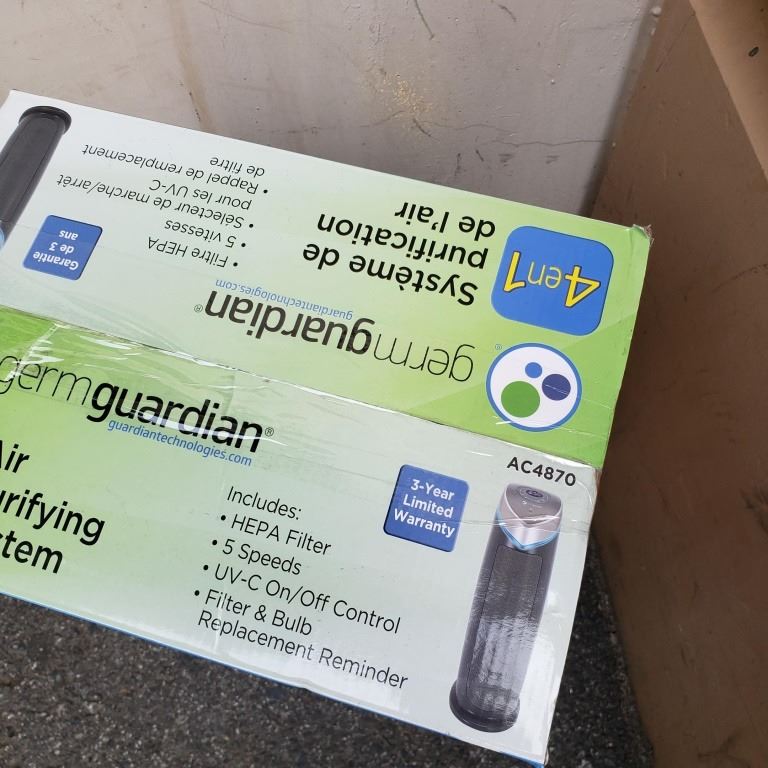 4en1
Système de
purification
de l'air
• Filtre HEPA
• 5 vitesses
• Sélecteur de marche/arrêt
pour les UV-C
• Rappel de remplacement
de filtre
Garantie
de 3
ans
germguardian®
guardiantechnologies.com
germguardian®
guardiantechnologies.com
Air
Includes:
• HEPA Filter
• 5 Speeds
• UV-C On/Off Control
• Filter & Bulb
Replacement Reminder
3-Year
Limited
Warranty
AC4870